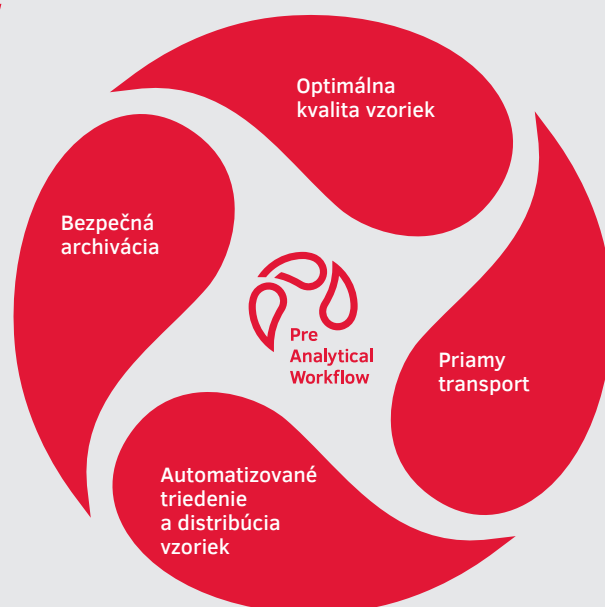 Optimálna
kvalita vzoriek
Bezpečná
archivácia
Pre
Analytical
Workflow
Priamy
transport
Automatizované
triedenie
a distribúcia
vzoriek